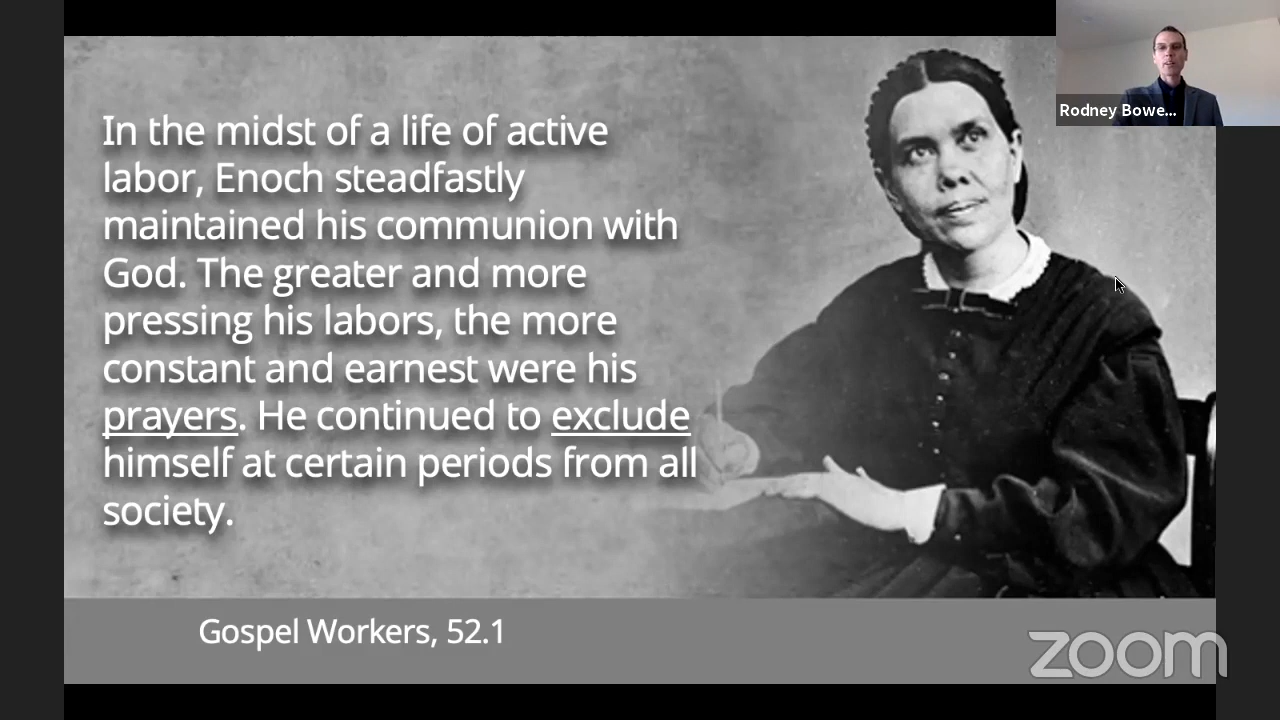 In the midst of a life of active
labor, Enoch steadfastly
maintained his communion with
God. The greater and more
pressing his labors, the more
constant and earnest were his
prayers. He continued to exclude
himself at certain periods from all
society.
Gospel Workers, 52.1
Rodney Bowe...
zoom